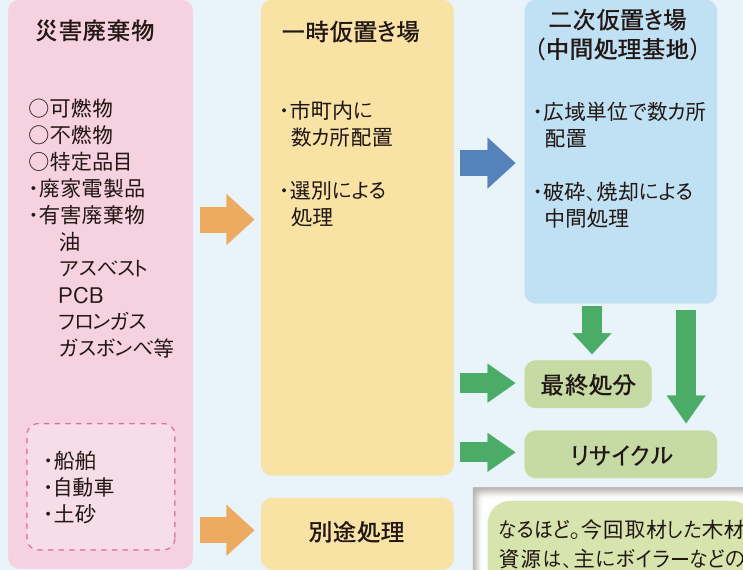 災害廃棄物
○可燃物
○不燃物
○特定品目
・廃家電製品
・有害廃棄物
油
アスベスト
PCB
フロンガス
ガスボンベ等
・船舶
・自動車
・土砂
一時仮置き場
・市町内に
数カ所配置
・選別による
処理
別途処理
二次仮置き場
（中間処理基地）
・広域単位で数カ所
配置
・破砕、焼却による
中間処理
最終処分
リサイクル
なるほど。今回取材した木材
資源は、主にボイラーなどの